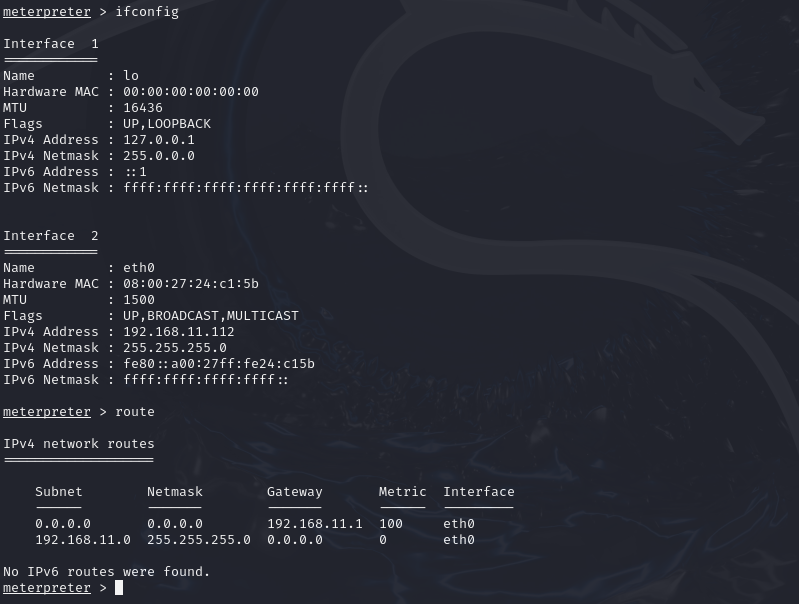 meterpreter > ifconfig
Interface  1
============
Name         : lo
Hardware MAC : 00:00:00:00:00:00
MTU          : 16436
Flags        : UP,LOOPBACK
IPv4 Address : 127.0.0.1
IPv4 Netmask : 255.0.0.0
IPv6 Address : ::1
IPv6 Netmask : ffff:ffff:ffff:ffff:ffff:ffff::
Interface  2
============
Name         : eth0
Hardware MAC : 08:00:27:24:c1:5b
MTU          : 1500
Flags        : UP,BROADCAST,MULTICAST
IPv4 Address : 192.168.11.112
IPv4 Netmask : 255.255.255.0
IPv6 Address : fe80::a00:27ff:fe24:c15b
IPv6 Netmask : ffff:ffff:ffff:ffff::
meterpreter > route
IPv4 network routes
===================
    Subnet        Netmask        Gateway       Metric  Interface
    ------        -------        -------       ------  ---------
    0.0.0.0       0.0.0.0        192.168.11.1  100     eth0
    192.168.11.0  255.255.255.0  0.0.0.0       0       eth0
No IPv6 routes were found.
meterpreter >